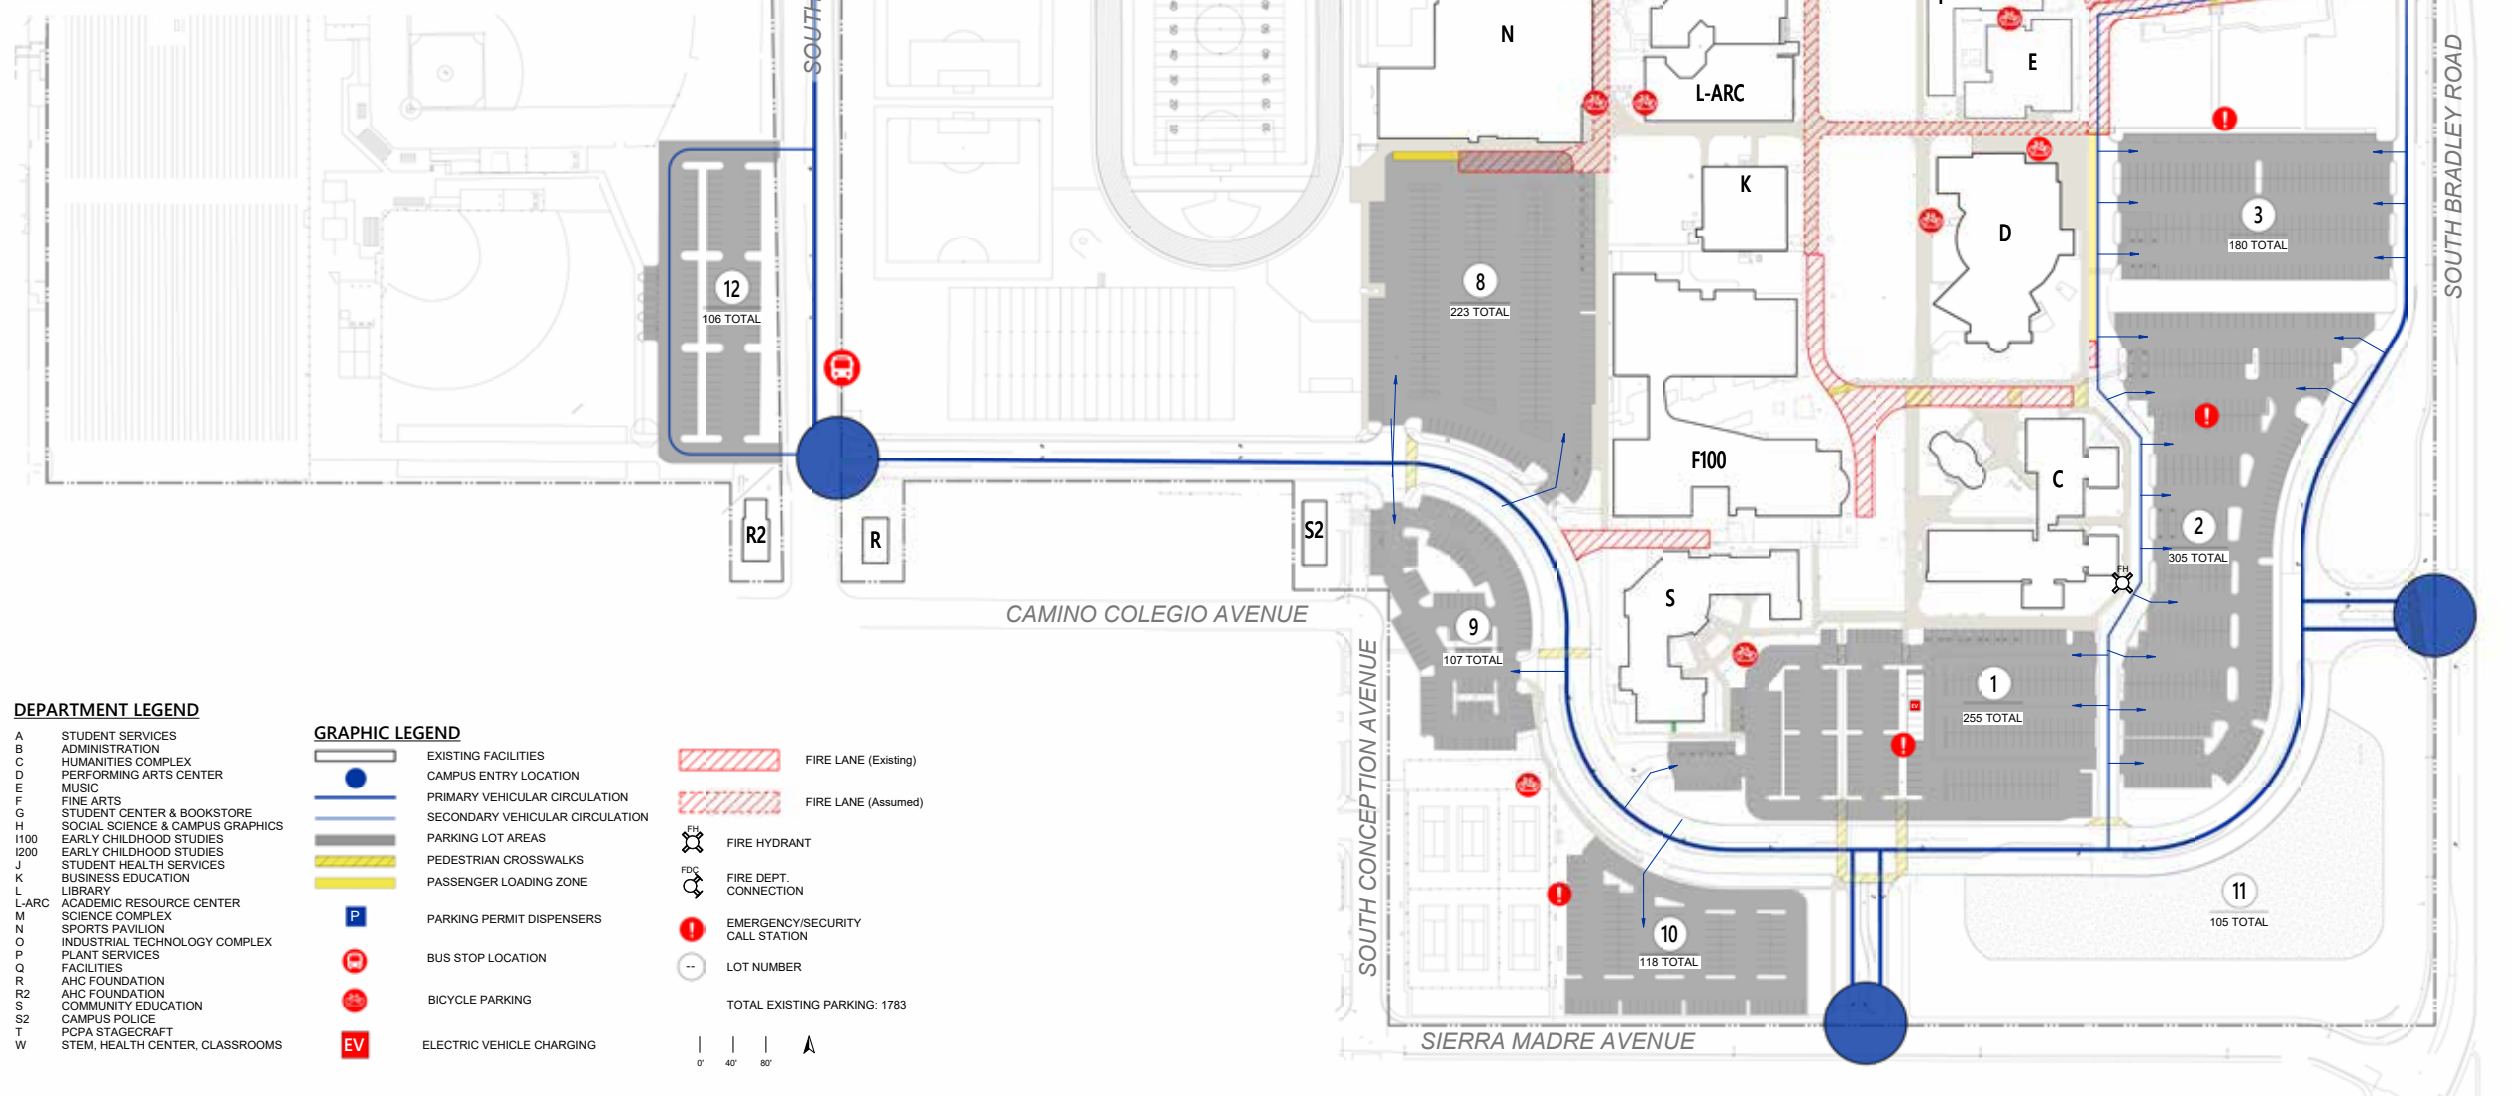 SOUTH
N
L-ARC
E
SOUTH BRADLEY ROAD
K
D
3
180 TOTAL
12
106 TOTAL
8
223 TOTAL
F100
C
2
305 TOTAL
R2
R
S2
FH
CAMINO COLEGIO AVENUE
S
9
107 TOTAL
SOUTH CONCEPTION AVENUE
1
255 TOTAL
EV
11
105 TOTAL
10
118 TOTAL
SIERRA MADRE AVENUE
DEPARTMENT LEGEND
A STUDENT SERVICES
B ADMINISTRATION
C HUMANITIES COMPLEX
D PERFORMING ARTS CENTER
E MUSIC
F FINE ARTS
G STUDENT CENTER & BOOKSTORE
H SOCIAL SCIENCE & CAMPUS GRAPHICS
I100 EARLY CHILDHOOD STUDIES
I200 EARLY CHILDHOOD STUDIES
J STUDENT HEALTH SERVICES
K BUSINESS EDUCATION
L LIBRARY
L-ARC ACADEMIC RESOURCE CENTER
M SCIENCE COMPLEX
N SPORTS PAVILION
O INDUSTRIAL TECHNOLOGY COMPLEX
P PLANT SERVICES
Q FACILITIES
R AHC FOUNDATION
R2 AHC FOUNDATION
S COMMUNITY EDUCATION
S2 CAMPUS POLICE
T PCPA STAGECRAFT
W STEM, HEALTH CENTER, CLASSROOMS
GRAPHIC LEGEND
EXISTING FACILITIES
CAMPUS ENTRY LOCATION
PRIMARY VEHICULAR CIRCULATION
SECONDARY VEHICULAR CIRCULATION
PARKING LOT AREAS
PEDESTRIAN CROSSWALKS
PASSENGER LOADING ZONE
P PARKING PERMIT DISPENSERS
BUS STOP LOCATION
BICYCLE PARKING
EV ELECTRIC VEHICLE CHARGING
FIRE LANE (Existing)
FIRE LANE (Assumed)
FH
FIRE HYDRANT
FDC
FIRE DEPT.
CONNECTION
! EMERGENCY/SECURITY
CALL STATION
-- LOT NUMBER
TOTAL EXISTING PARKING: 1783
0' 40' 80'